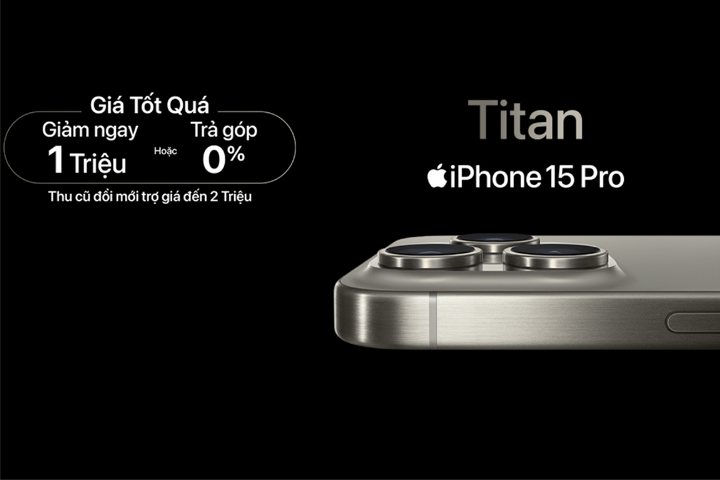 Giá Tốt Quá
Giảm ngay
1 Triệu
Hoặc
Trả góp
0%
Thu cũ đổi mới trợ giá đến 2 Triệu
Titan
iPhone 15 Pro